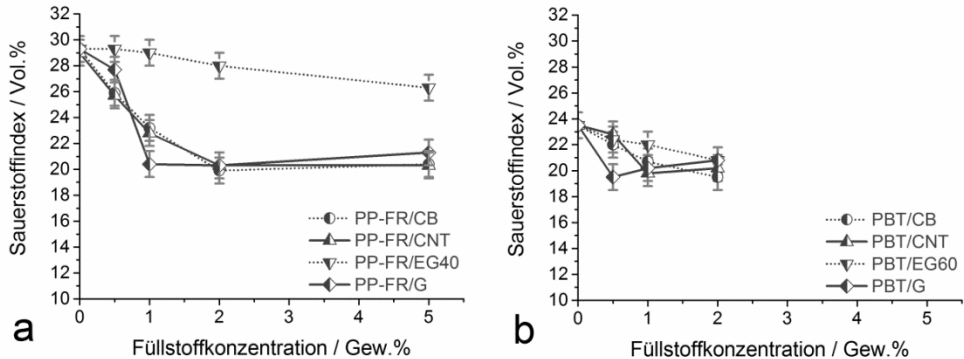 32
30
28
26
24
22
20
18
16
14
12
10
Sauerstoffindex / Vol.%
PP-FR/CB
PP-FR/CNT
PP-FR/EG40
PP-FR/G
0 1 2 3 4 5
Füllstoffkonzentration / Gew.%
a
32
30
28
26
24
22
20
18
16
14
12
10
Sauerstoffindex / Vol.%
PBT/CB
PBT/CNT
PBT/EG60
PBT/G
0 1 2 3 4 5
Füllstoffkonzentration / Gew.%
b